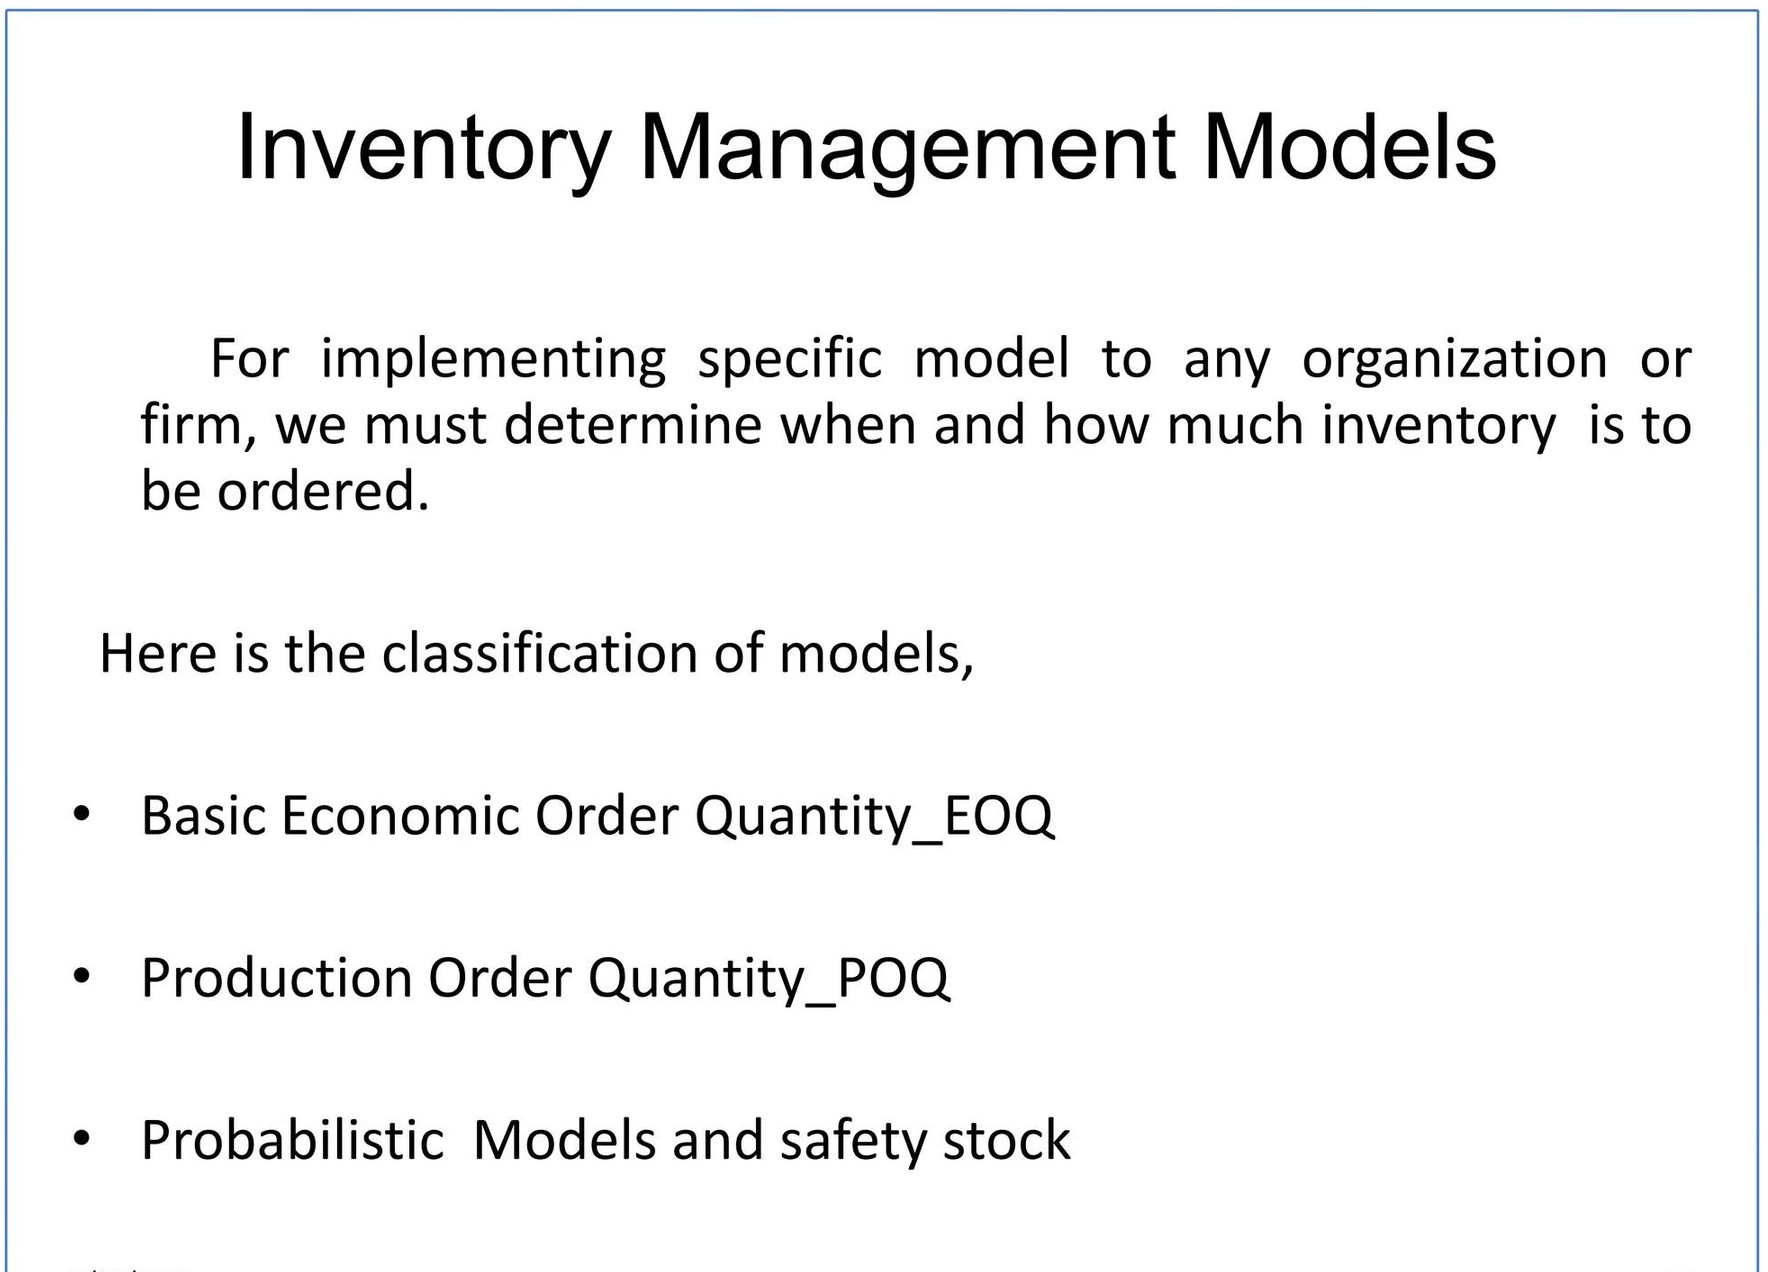 Inventory Management Models
For implementing specific model to any organization or
firm, we must determine when and how much inventory  is to
be ordered.
Here is the classification of models,
• Basic Economic Order Quantity_EOQ
• Production Order Quantity_POQ
• Probabilistic  Models and safety stock